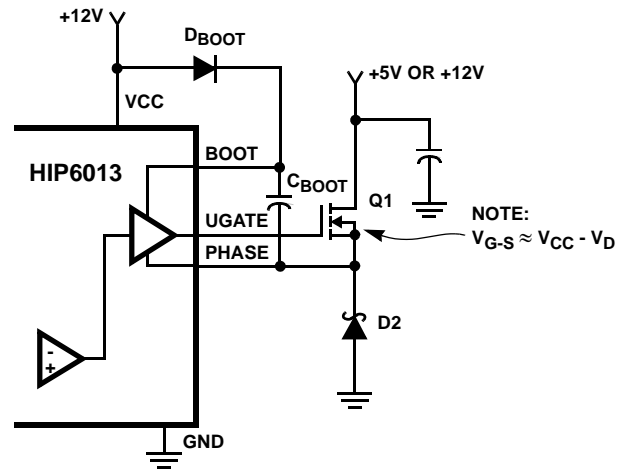 +12V
DBOOT
+5V OR +12V
VCC
BOOT
HIP6013
CBOOT
Q1
UGATE
NOTE:
VG-S ≈ VCC - VD
PHASE
D2
-
+
GND